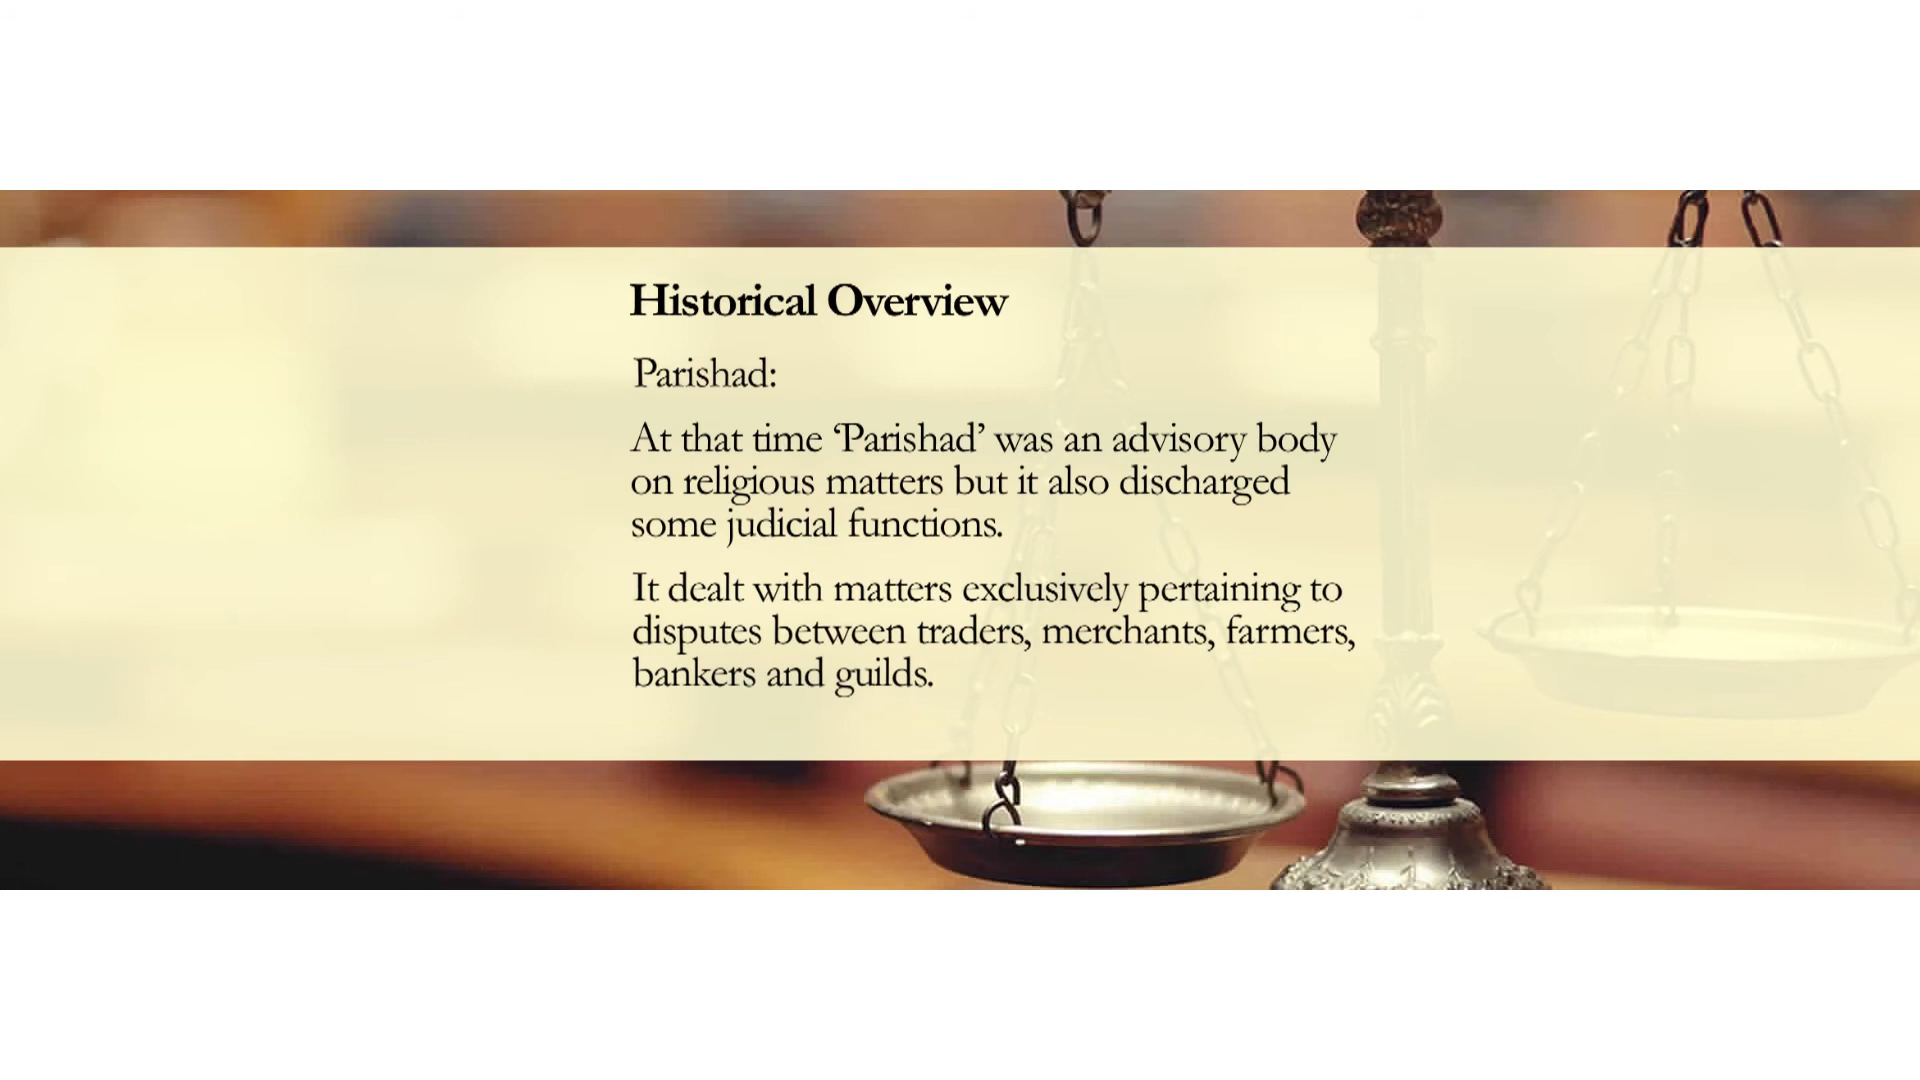 Historical Overview
Parishad:
At that time ‘Parishad’ was an advisory body
on religious matters but it also discharged
some judicial functions.
It dealt with matters exclusively pertaining to
disputes between traders, merchants, farmers,
bankers and guilds.